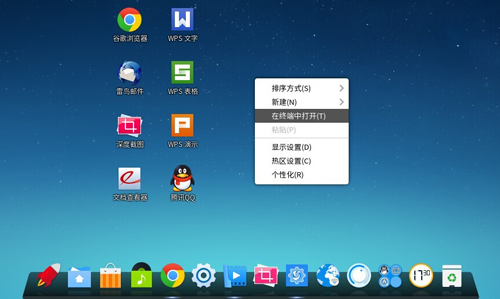 谷歌浏览器
WPS 文字
雷鸟邮件
WPS 表格
深度截图
WPS 演示
文档查看器
腾讯QQ
排序方式(S)
新建(N)
在终端中打开(T)
粘贴(P)
显示设置(D)
热区设置(C)
个性化(R)
17:30